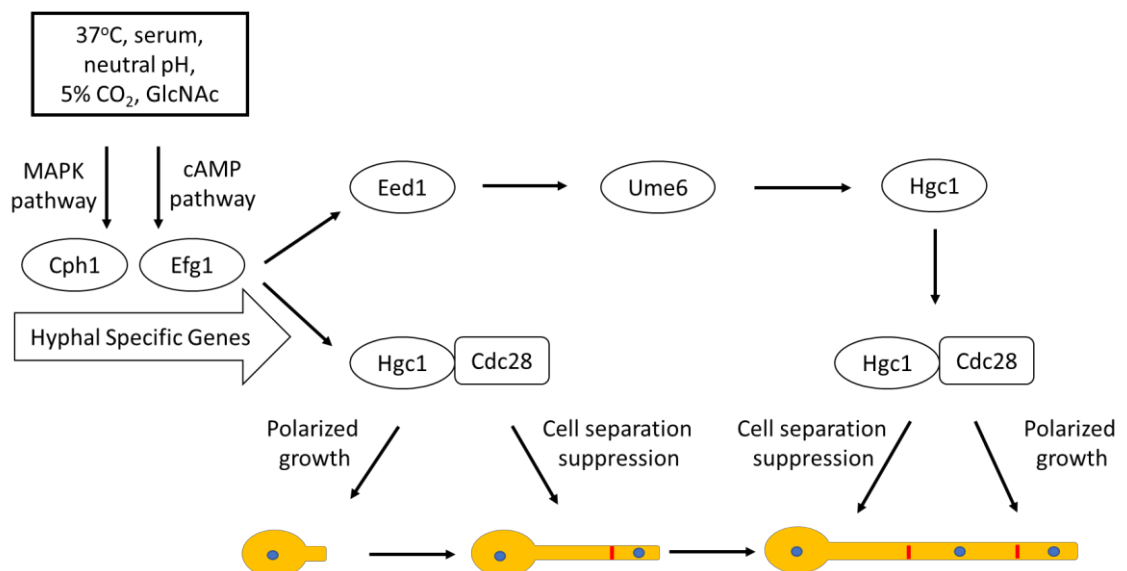 37°C, serum,
neutral pH,
5% CO₂, GlcNAc
MAPK
pathway
cAMP
pathway
Eed1
Ume6
Hgc1
Cph1
Efg1
Hyphal Specific Genes
Hgc1
Cdc28
Hgc1
Cdc28
Polarized
growth
Cell separation
suppression
Cell separation
suppression
Polarized
growth